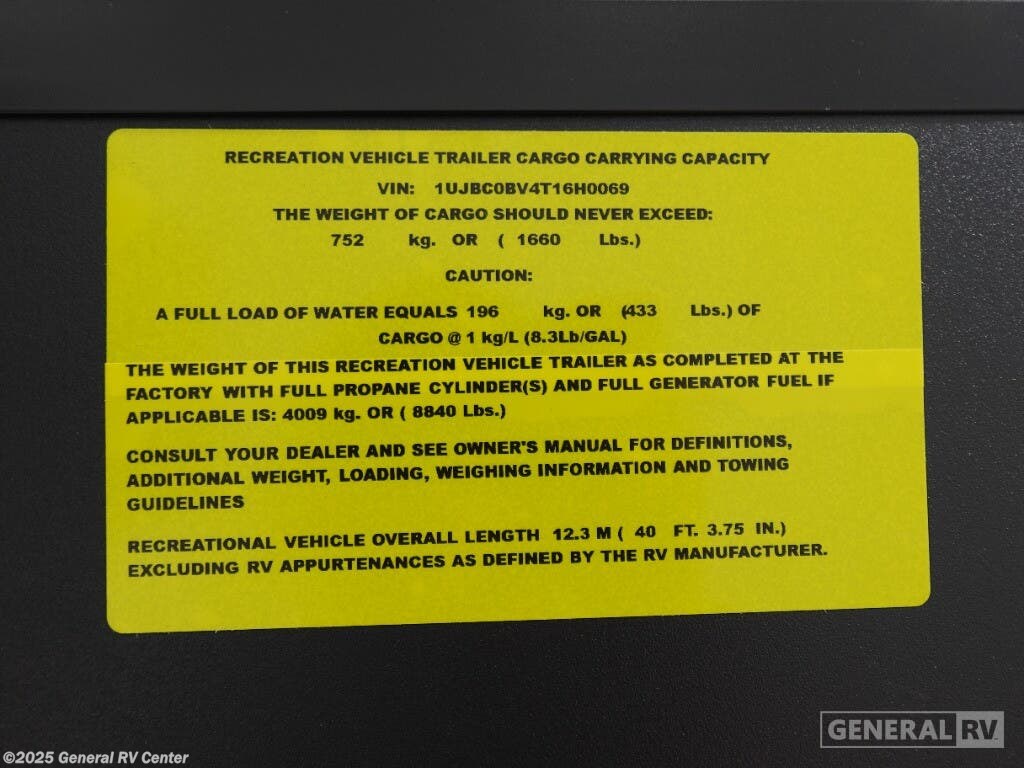 RECREATION VEHICLE TRAILER CARGO CARRYING CAPACITY
VIN: 1UJBC0BV4T16H0069
THE WEIGHT OF CARGO SHOULD NEVER EXCEED:
752 kg. OR ( 1660 Lbs.)
CAUTION:
A FULL LOAD OF WATER EQUALS 196 kg. OR (433 Lbs.) OF
CARGO @ 1 kg/L (8.3Lb/GAL)
THE WEIGHT OF THIS RECREATION VEHICLE TRAILER AS COMPLETED AT THE
FACTORY WITH FULL PROPANE CYLINDER(S) AND FULL GENERATOR FUEL IF
APPLICABLE IS: 4009 kg. OR ( 8840 Lbs.)
CONSULT YOUR DEALER AND SEE OWNER'S MANUAL FOR DEFINITIONS,
ADDITIONAL WEIGHT, LOADING, WEIGHING INFORMATION AND TOWING
GUIDELINES
RECREATIONAL VEHICLE OVERALL LENGTH 12.3 M ( 40 FT. 3.75 IN.)
EXCLUDING RV APPURTENANCES AS DEFINED BY THE RV MANUFACTURER.
GENERAL RV
©2025 General RV Center